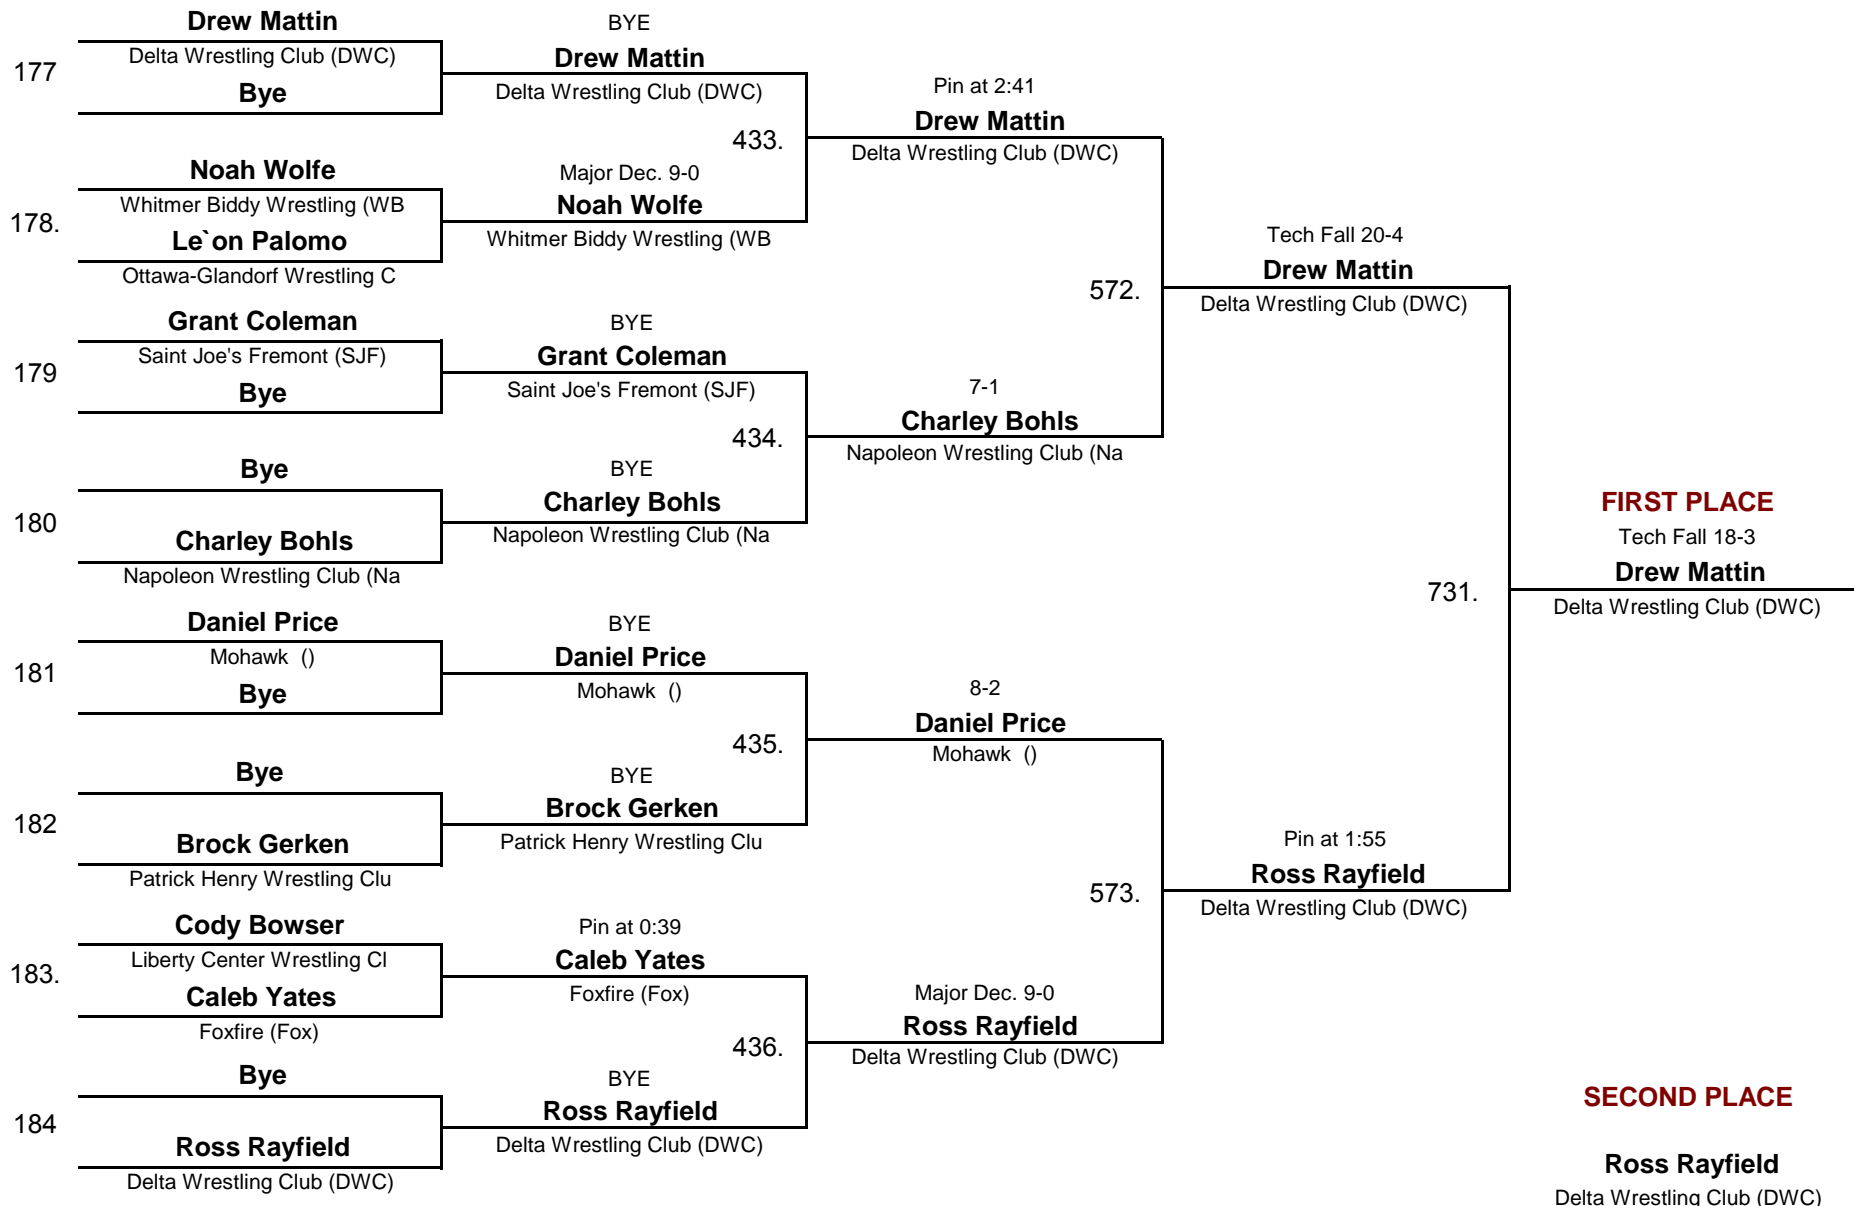 Drew Mattin
Delta Wrestling Club (DWC)
177
Bye
Noah Wolfe
Whitmer Biddy Wrestling (WB
178.
Le`on Palomo
Ottawa-Glandorf Wrestling C
Grant Coleman
Saint Joe's Fremont (SJF)
179
Bye
Bye
180
Charley Bohls
Napoleon Wrestling Club (Na
Daniel Price
Mohawk ()
181
Bye
Bye
182
Brock Gerken
Patrick Henry Wrestling Clu
Cody Bowser
Liberty Center Wrestling Cl
183.
Caleb Yates
Foxfire (Fox)
Bye
184
Ross Rayfield
Delta Wrestling Club (DWC)
BYE
Drew Mattin
Delta Wrestling Club (DWC)
433.
Major Dec. 9-0
Noah Wolfe
Whitmer Biddy Wrestling (WB
BYE
Grant Coleman
Saint Joe's Fremont (SJF)
434.
BYE
Charley Bohls
Napoleon Wrestling Club (Na
BYE
Daniel Price
Mohawk ()
435.
BYE
Brock Gerken
Patrick Henry Wrestling Clu
Pin at 0:39
Caleb Yates
Foxfire (Fox)
436.
BYE
Ross Rayfield
Delta Wrestling Club (DWC)
Pin at 2:41
Drew Mattin
Delta Wrestling Club (DWC)
572.
7-1
Charley Bohls
Napoleon Wrestling Club (Na
8-2
Daniel Price
Mohawk ()
573.
Major Dec. 9-0
Ross Rayfield
Delta Wrestling Club (DWC)
Tech Fall 20-4
Drew Mattin
Delta Wrestling Club (DWC)
731.
Pin at 1:55
Ross Rayfield
Delta Wrestling Club (DWC)
FIRST PLACE
Tech Fall 18-3
Drew Mattin
Delta Wrestling Club (DWC)
SECOND PLACE
Ross Rayfield
Delta Wrestling Club (DWC)